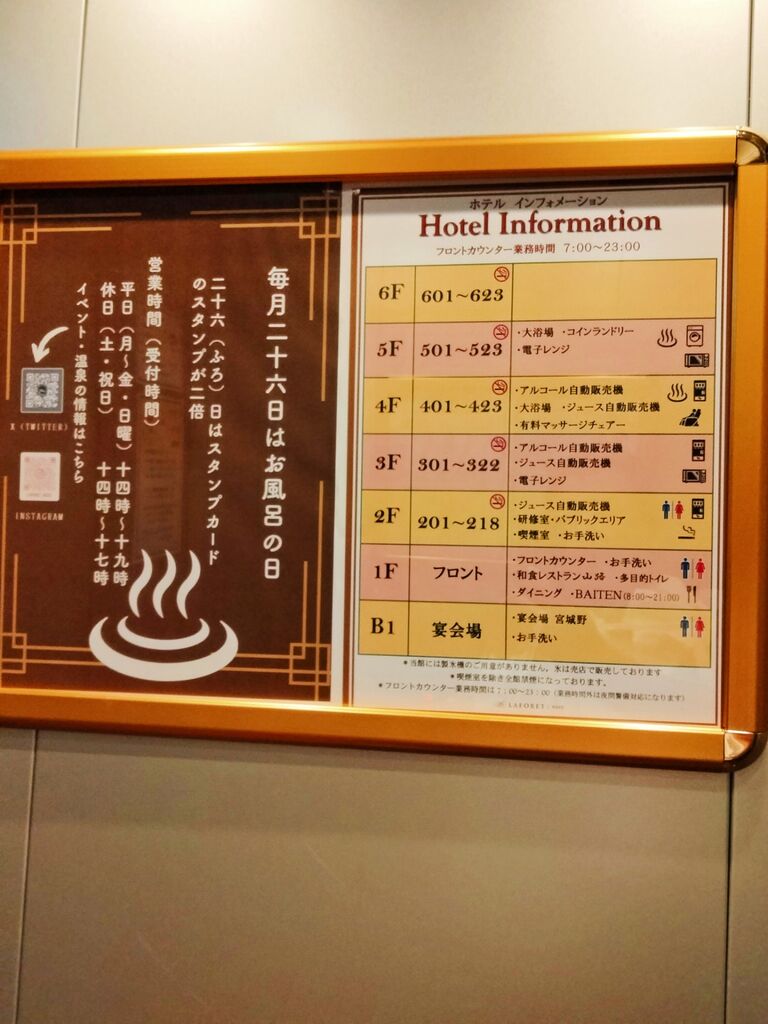 毎月二十六日はお風呂の日
二十六(ふろ)日はスタンプカード
のスタンプが二倍
営業時間(受付時間)
平日(月〜金・日曜)十四時〜十九時
休日(土・祝日) 十四時〜十七時
イベント・温泉の情報はこちら
X (TWITTER)
INSTAGRAM
ホテル インフォメーション
Hotel Information
フロントカウンター業務時間 7:00〜23:00
6F 601〜623
5F 501〜523 ・大浴場 ・コインランドリー
・電子レンジ
4F 401〜423 ・アルコール自動販売機
・大浴場 ・ジュース自動販売機
・有料マッサージチェアー
3F 301〜322 ・アルコール自動販売機
・ジュース自動販売機
・電子レンジ
2F 201〜218 ・ジュース自動販売機
・研修室・パブリックエリア
・喫煙室 ・お手洗い
1F フロント ・フロントカウンター ・お手洗い
・和食レストラン ・多目的トイレ
・ダイニング ・BAITEN(8:00〜21:00)
B1 宴会場 ・宴会場 宮城野
・お手洗い
*当館には製氷機のご用意がありません。氷は売店で販売しております
*喫煙室を除き全館禁煙になっております。
*フロントカウンター業務時間は7:00〜23:00(業務時間外は夜間警備対応になります)
LAFORET